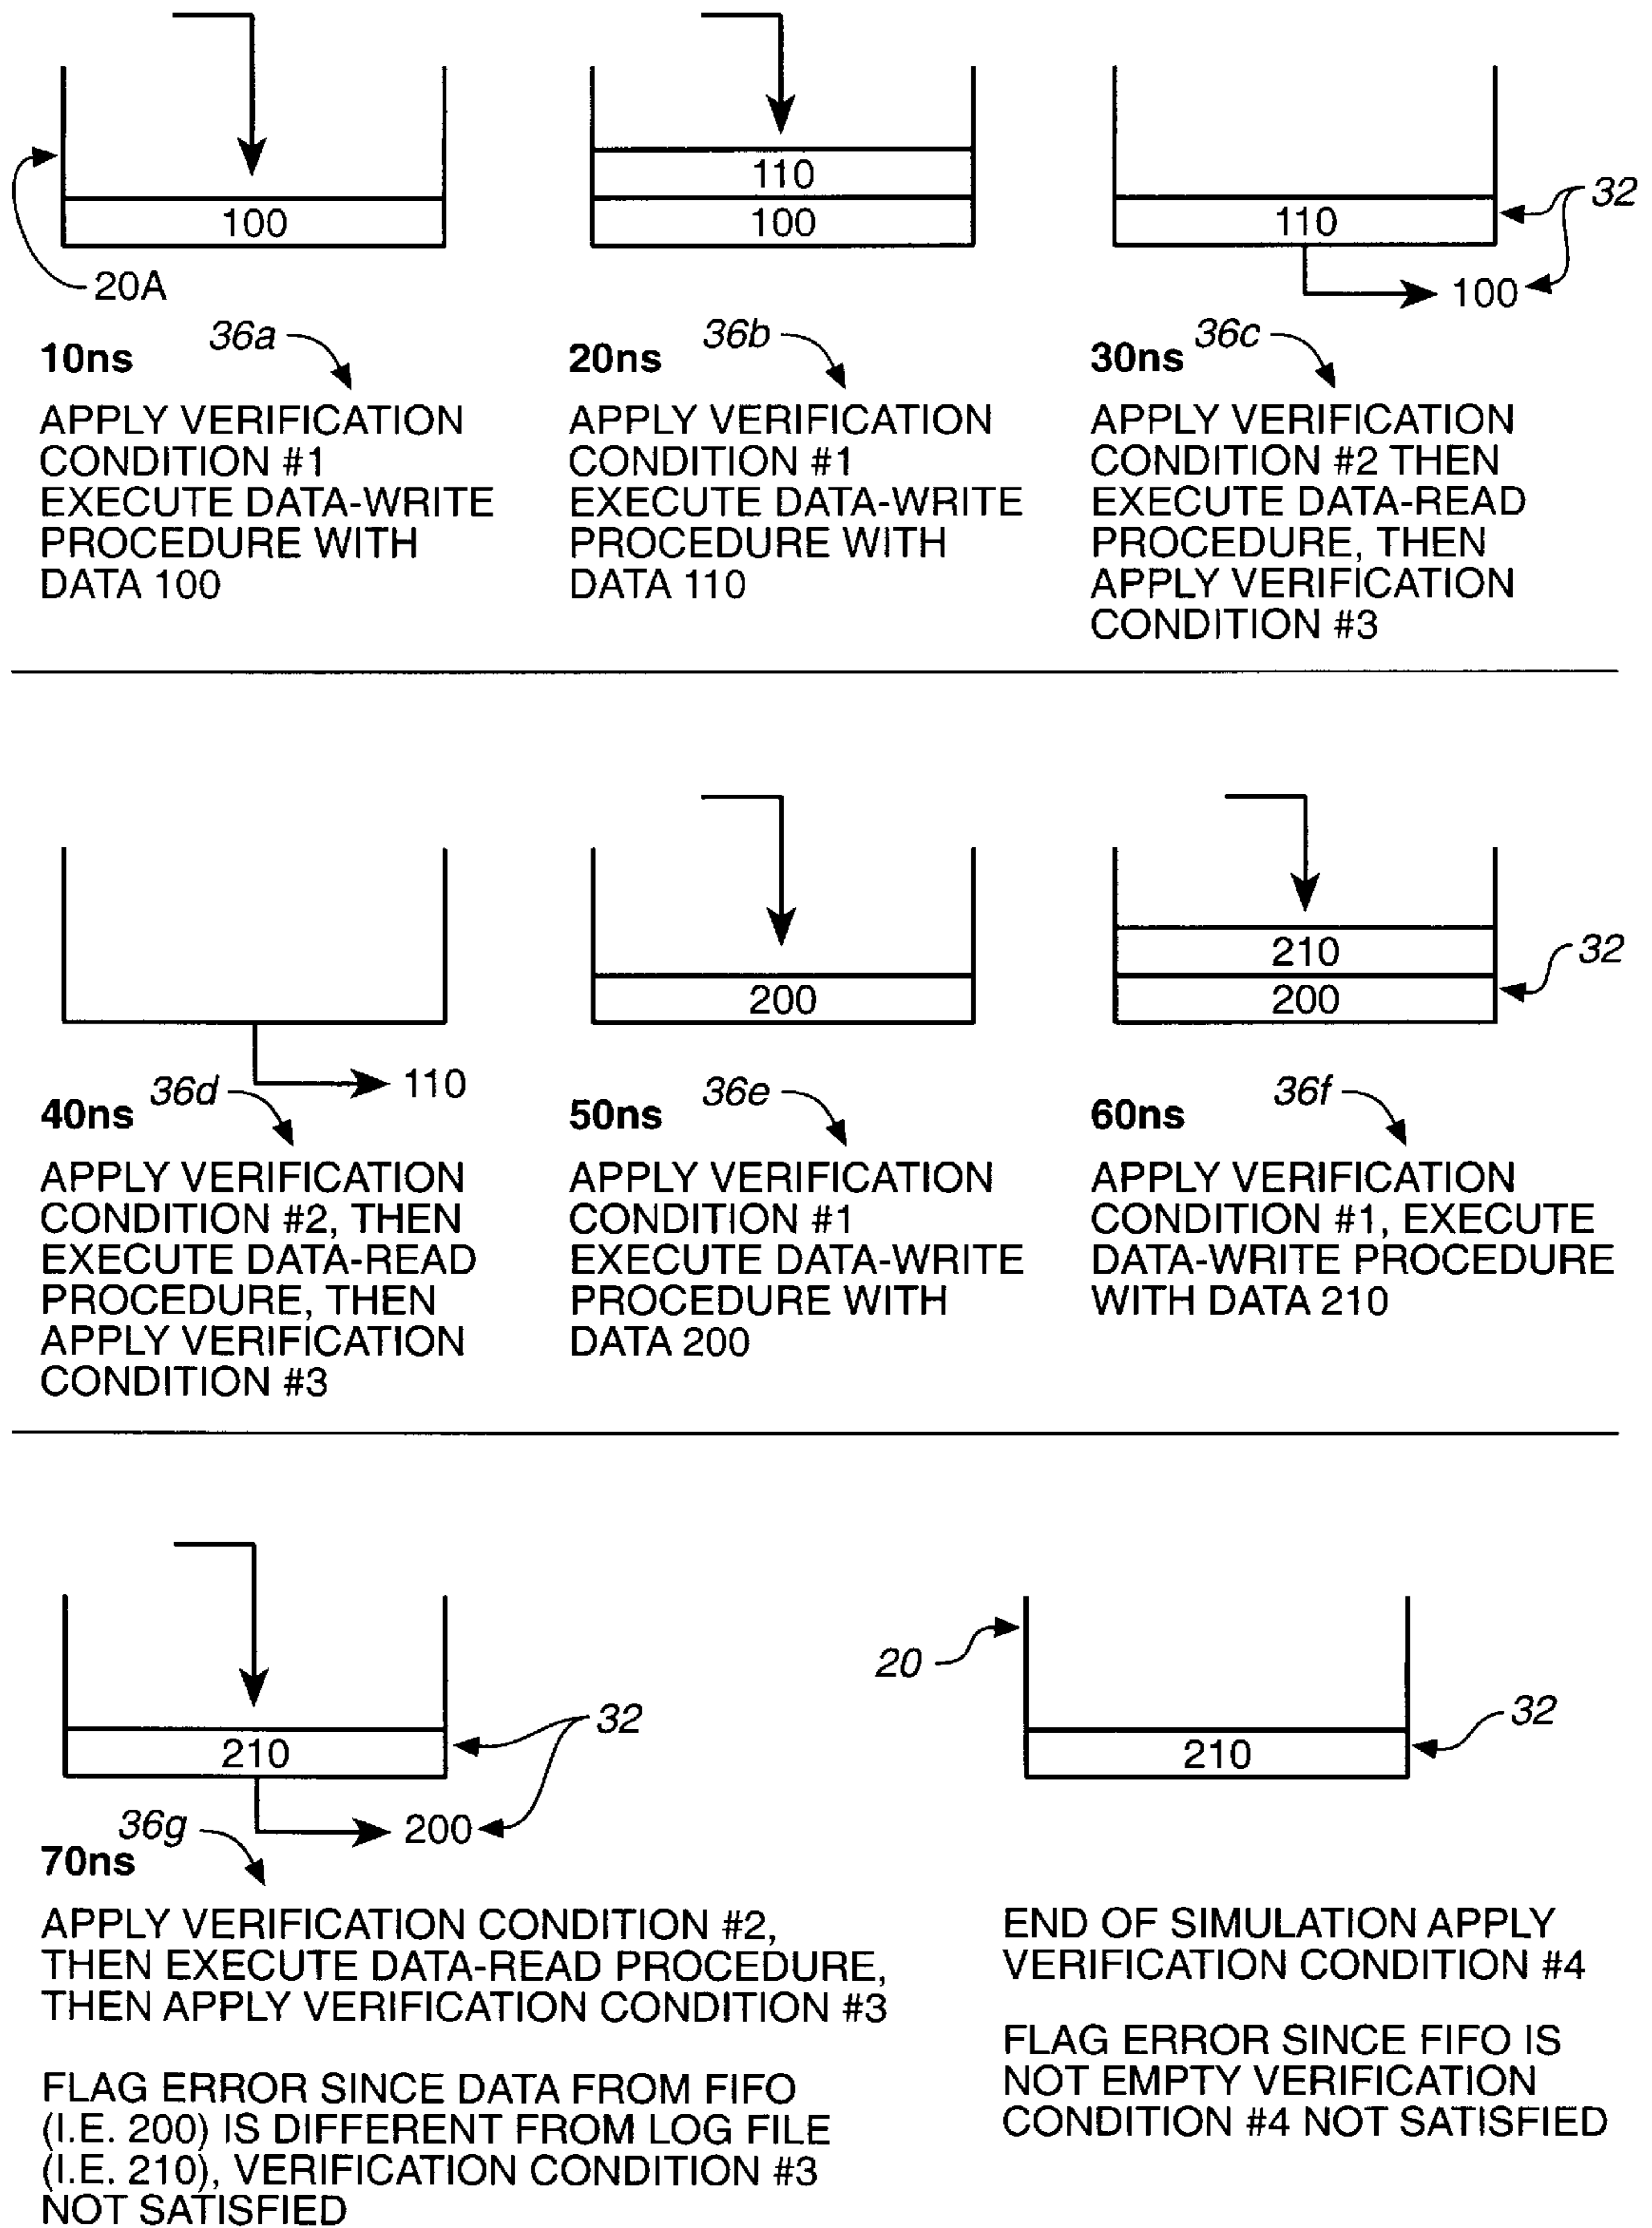 100
20A
10ns
36a
APPLY VERIFICATION
CONDITION #1
EXECUTE DATA-WRITE
PROCEDURE WITH
DATA 100
110
100
20ns
36b
APPLY VERIFICATION
CONDITION #1
EXECUTE DATA-WRITE
PROCEDURE WITH
DATA 110
110
32
100
30ns
36c
APPLY VERIFICATION
CONDITION #2 THEN
EXECUTE DATA-READ
PROCEDURE, THEN
APPLY VERIFICATION
CONDITION #3
110
40ns
36d
APPLY VERIFICATION
CONDITION #2, THEN
EXECUTE DATA-READ
PROCEDURE, THEN
APPLY VERIFICATION
CONDITION #3
200
50ns
36e
APPLY VERIFICATION
CONDITION #1
EXECUTE DATA-WRITE
PROCEDURE WITH
DATA 200
210
200
32
60ns
36f
APPLY VERIFICATION
CONDITION #1, EXECUTE
DATA-WRITE PROCEDURE
WITH DATA 210
210
32
200
70ns
36g
APPLY VERIFICATION CONDITION #2,
THEN EXECUTE DATA-READ PROCEDURE,
THEN APPLY VERIFICATION CONDITION #3
FLAG ERROR SINCE DATA FROM FIFO
(I.E. 200) IS DIFFERENT FROM LOG FILE
(I.E. 210), VERIFICATION CONDITION #3
NOT SATISFIED
20
210
32
END OF SIMULATION APPLY
VERIFICATION CONDITION #4
FLAG ERROR SINCE FIFO IS
NOT EMPTY VERIFICATION
CONDITION #4 NOT SATISFIED